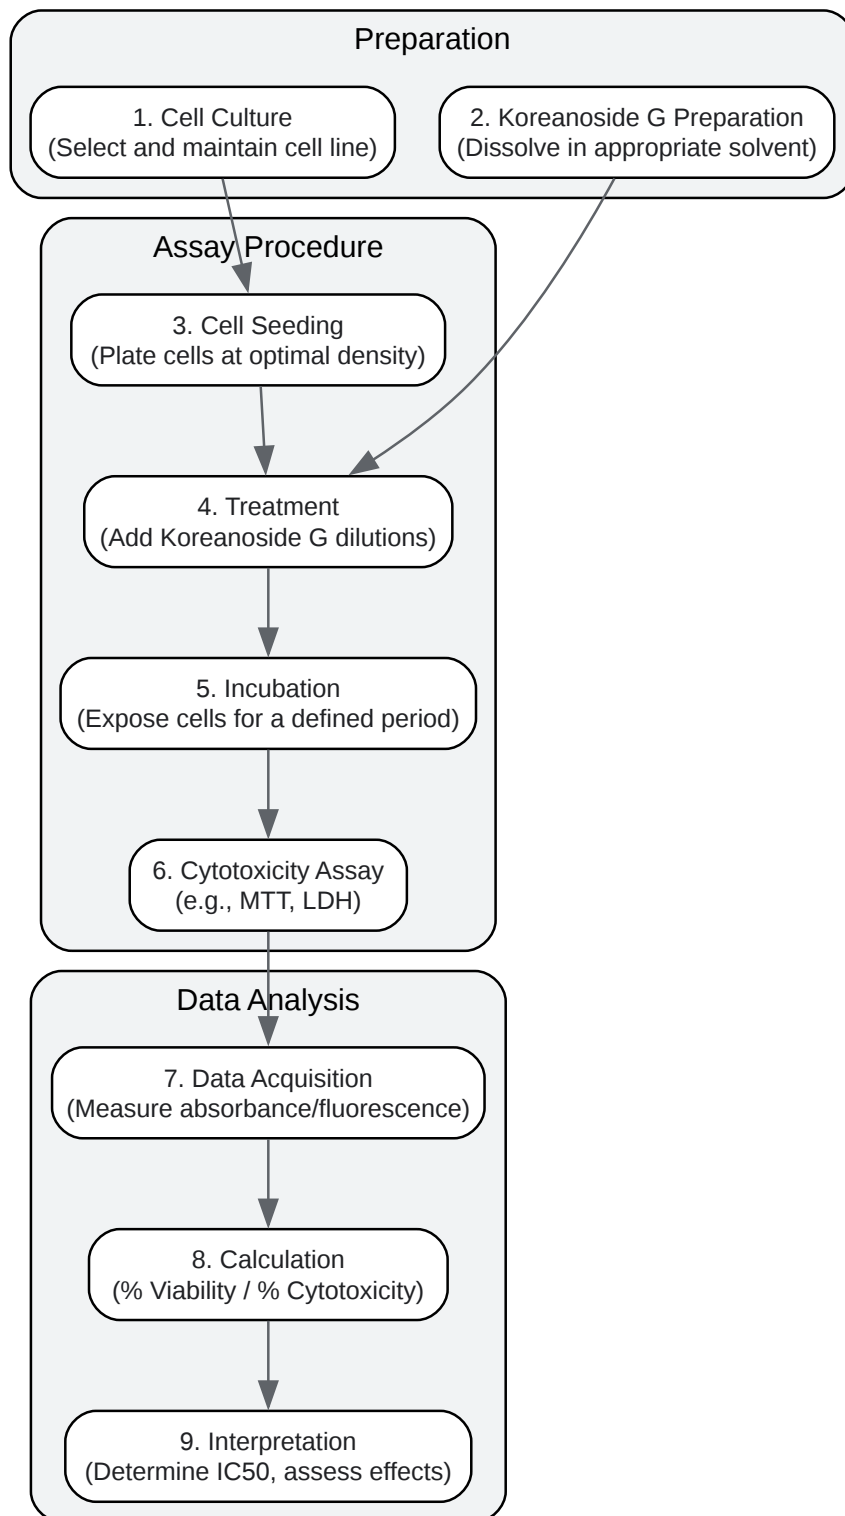 Preparation
1. Cell Culture
(Select and maintain cell line)
2. Koreanoside G Preparation
(Dissolve in appropriate solvent)
Assay Procedure
3. Cell Seeding
(Plate cells at optimal density)
4. Treatment
(Add Koreanoside G dilutions)
5. Incubation
(Expose cells for a defined period)
6. Cytotoxicity Assay
(e.g., MTT, LDH)
Data Analysis
7. Data Acquisition
(Measure absorbance/fluorescence)
8. Calculation
(% Viability / % Cytotoxicity)
9. Interpretation
(Determine IC50, assess effects)